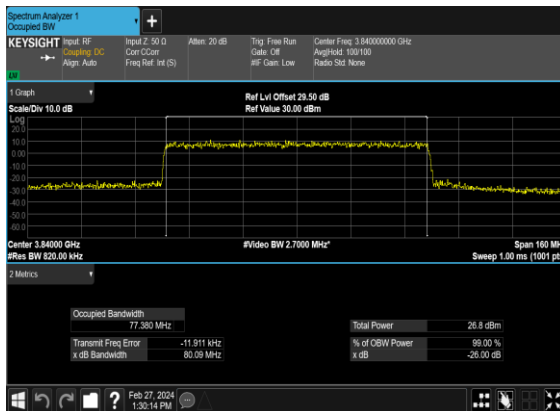 Spectrum Analyzer 1
Occupied BW
KEYSIGHT Input: RF Input Z: 50 Ω Atten: 20 dB Trig: Free Run Center Freq: 3.840000000 GHz
Coupling: DC Corr CCorr Gate: Off Avg|Hold: 100/100
Align: Auto Freq Ref: Int (S) #IF Gain: Low Radio Std: None
1 Graph
Ref Lvl Offset 29.50 dB
Scale/Div 10.0 dB Ref Value 30.00 dBm
Log
20.0
10.0
0.00
-10.0
-20.0
-30.0
-40.0
-50.0
-60.0
Center 3.84000 GHz #Video BW 2.7000 MHz* Span 160 MH
#Res BW 820.00 kHz Sweep 1.00 ms (1001 pts
2 Metrics
Occupied Bandwidth
77.380 MHz Total Power 26.8 dBm
Transmit Freq Error -11.911 kHz % of OBW Power 99.00 %
x dB Bandwidth 80.09 MHz x dB -26.00 dB
Feb 27, 2024
1:30:14 PM